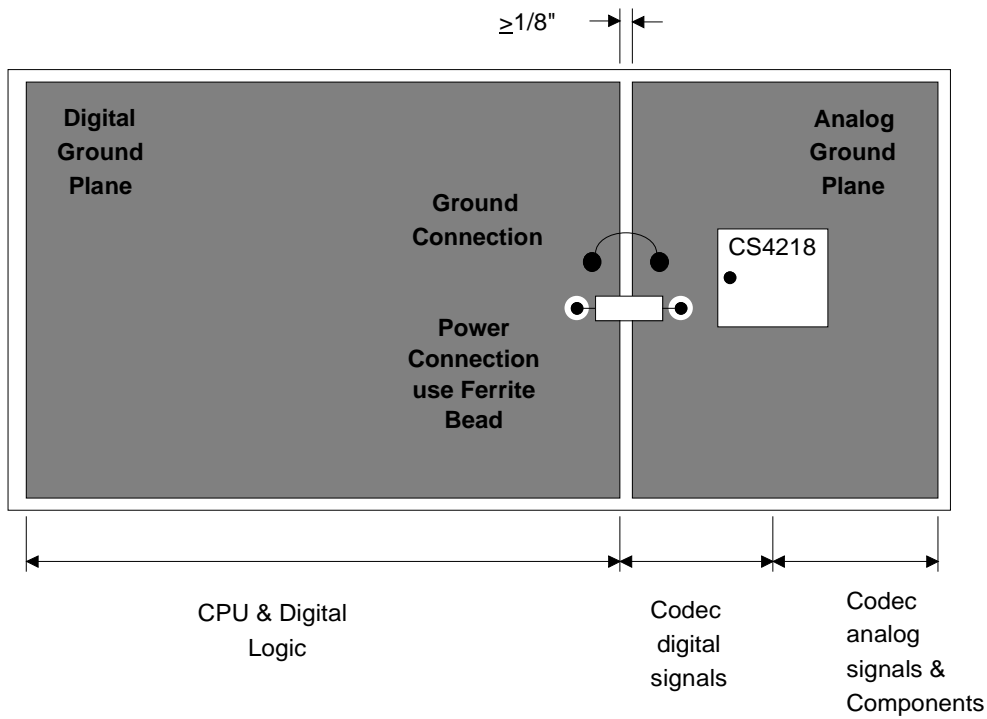 ≥1/8"
Digital
Ground
Plane
Analog
Ground
Plane
Ground
Connection
CS4218
Power
Connection
use Ferrite
Bead
CPU & Digital
Logic
Codec
digital
signals
Codec
analog
signals &
Components